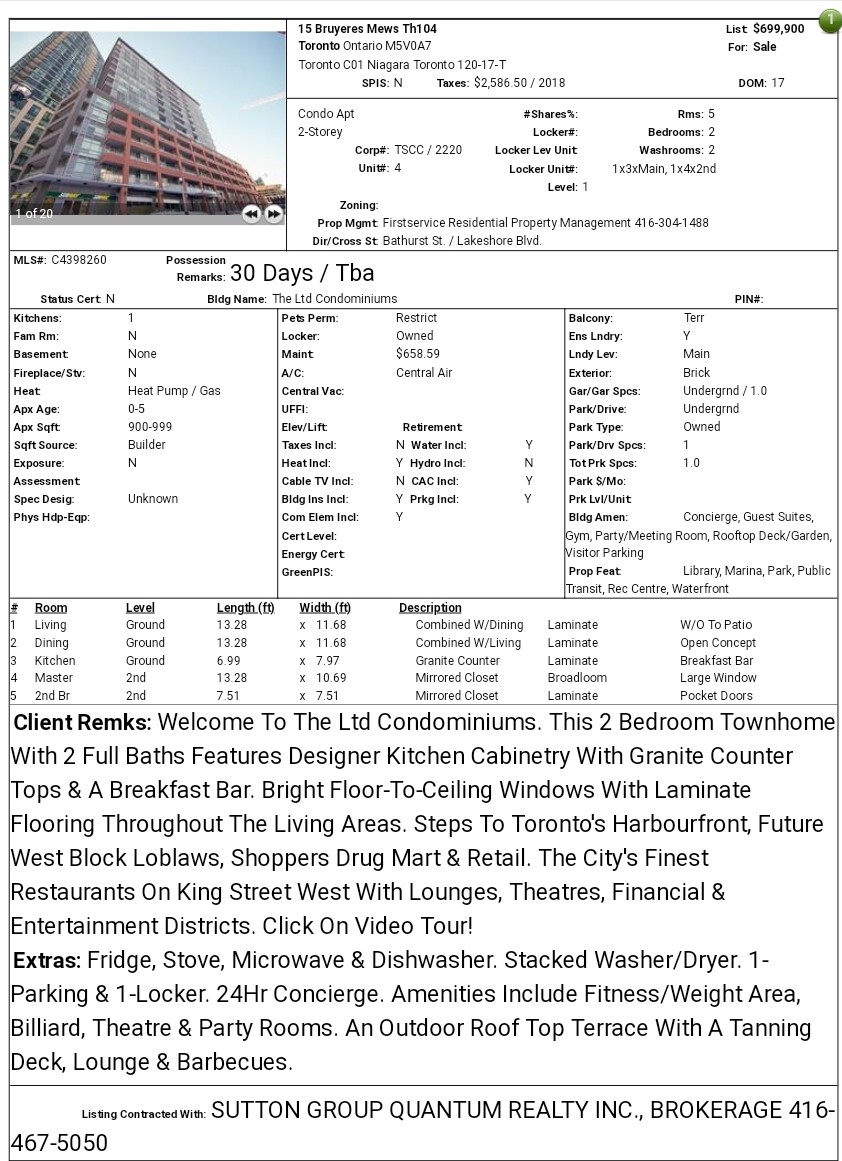 1
15 Bruyeres Mews Th104 List: $699,900
Toronto Ontario M5V0A7 For: Sale
Toronto C01 Niagara Toronto 120-17-T
SPIS: N Taxes: $2,586.50 / 2018 DOM: 17
Condo Apt #Shares%: Rms: 5
2-Storey Locker#: Bedrooms: 2
Corp#: TSCC / 2220 Locker Lev Unit: Washrooms: 2
Unit#: 4 Locker Unit#: 1x3xMain, 1x4x2nd
Level: 1
Zoning:
Prop Mgmt: Firstservice Residential Property Management 416-304-1488
Dir/Cross St: Bathurst St. / Lakeshore Blvd.
1 of 20
MLS#: C4398260 Possession
Remarks: 30 Days / Tba
Status Cert: N Bldg Name: The Ltd Condominiums PIN#:
Kitchens: 1 Pets Perm: Restrict Balcony: Terr
Fam Rm: N Locker: Owned Ens Lndry: Y
Basement: None Maint: $658.59 Lndy Lev: Main
Fireplace/Stv: N A/C: Central Air Exterior: Brick
Heat: Heat Pump / Gas Central Vac: Gar/Gar Spcs: Undergrnd / 1.0
Apx Age: 0-5 UFFI: Park/Drive: Undergrnd
Apx Sqft: 900-999 Elev/Lift: Retirement: Park Type: Owned
Sqft Source: Builder Taxes Incl: N Water Incl: Y Park/Drv Spcs: 1
Exposure: N Heat Incl: Y Hydro Incl: N Tot Prk Spcs: 1.0
Assessment: Cable TV Incl: N CAC Incl: Y Park $/Mo:
Spec Desig: Unknown Bldg Ins Incl: Y Prkg Incl: Y Prk Lvl/Unit:
Phys Hdp-Eqp: Com Elem Incl: Y Bldg Amen: Concierge, Guest Suites,
Cert Level: Gym, Party/Meeting Room, Rooftop Deck/Garden,
Energy Cert: Visitor Parking
GreenPIS: Prop Feat: Library, Marina, Park, Public
Transit, Rec Centre, Waterfront
# Room Level Length (ft) Width (ft) Description
1 Living Ground 13.28 x 11.68 Combined W/Dining Laminate W/O To Patio
2 Dining Ground 13.28 x 11.68 Combined W/Living Laminate Open Concept
3 Kitchen Ground 6.99 x 7.97 Granite Counter Laminate Breakfast Bar
4 Master 2nd 13.28 x 10.69 Mirrored Closet Broadloom Large Window
5 2nd Br 2nd 7.51 x 7.51 Mirrored Closet Laminate Pocket Doors
Client Remks: Welcome To The Ltd Condominiums. This 2 Bedroom Townhome
With 2 Full Baths Features Designer Kitchen Cabinetry With Granite Counter
Tops & A Breakfast Bar. Bright Floor-To-Ceiling Windows With Laminate
Flooring Throughout The Living Areas. Steps To Toronto's Harbourfront, Future
West Block Loblaws, Shoppers Drug Mart & Retail. The City's Finest
Restaurants On King Street West With Lounges, Theatres, Financial &
Entertainment Districts. Click On Video Tour!
Extras: Fridge, Stove, Microwave & Dishwasher. Stacked Washer/Dryer. 1-
Parking & 1-Locker. 24Hr Concierge. Amenities Include Fitness/Weight Area,
Billiard, Theatre & Party Rooms. An Outdoor Roof Top Terrace With A Tanning
Deck, Lounge & Barbecues.
Listing Contracted With: SUTTON GROUP QUANTUM REALTY INC., BROKERAGE 416-
467-5050